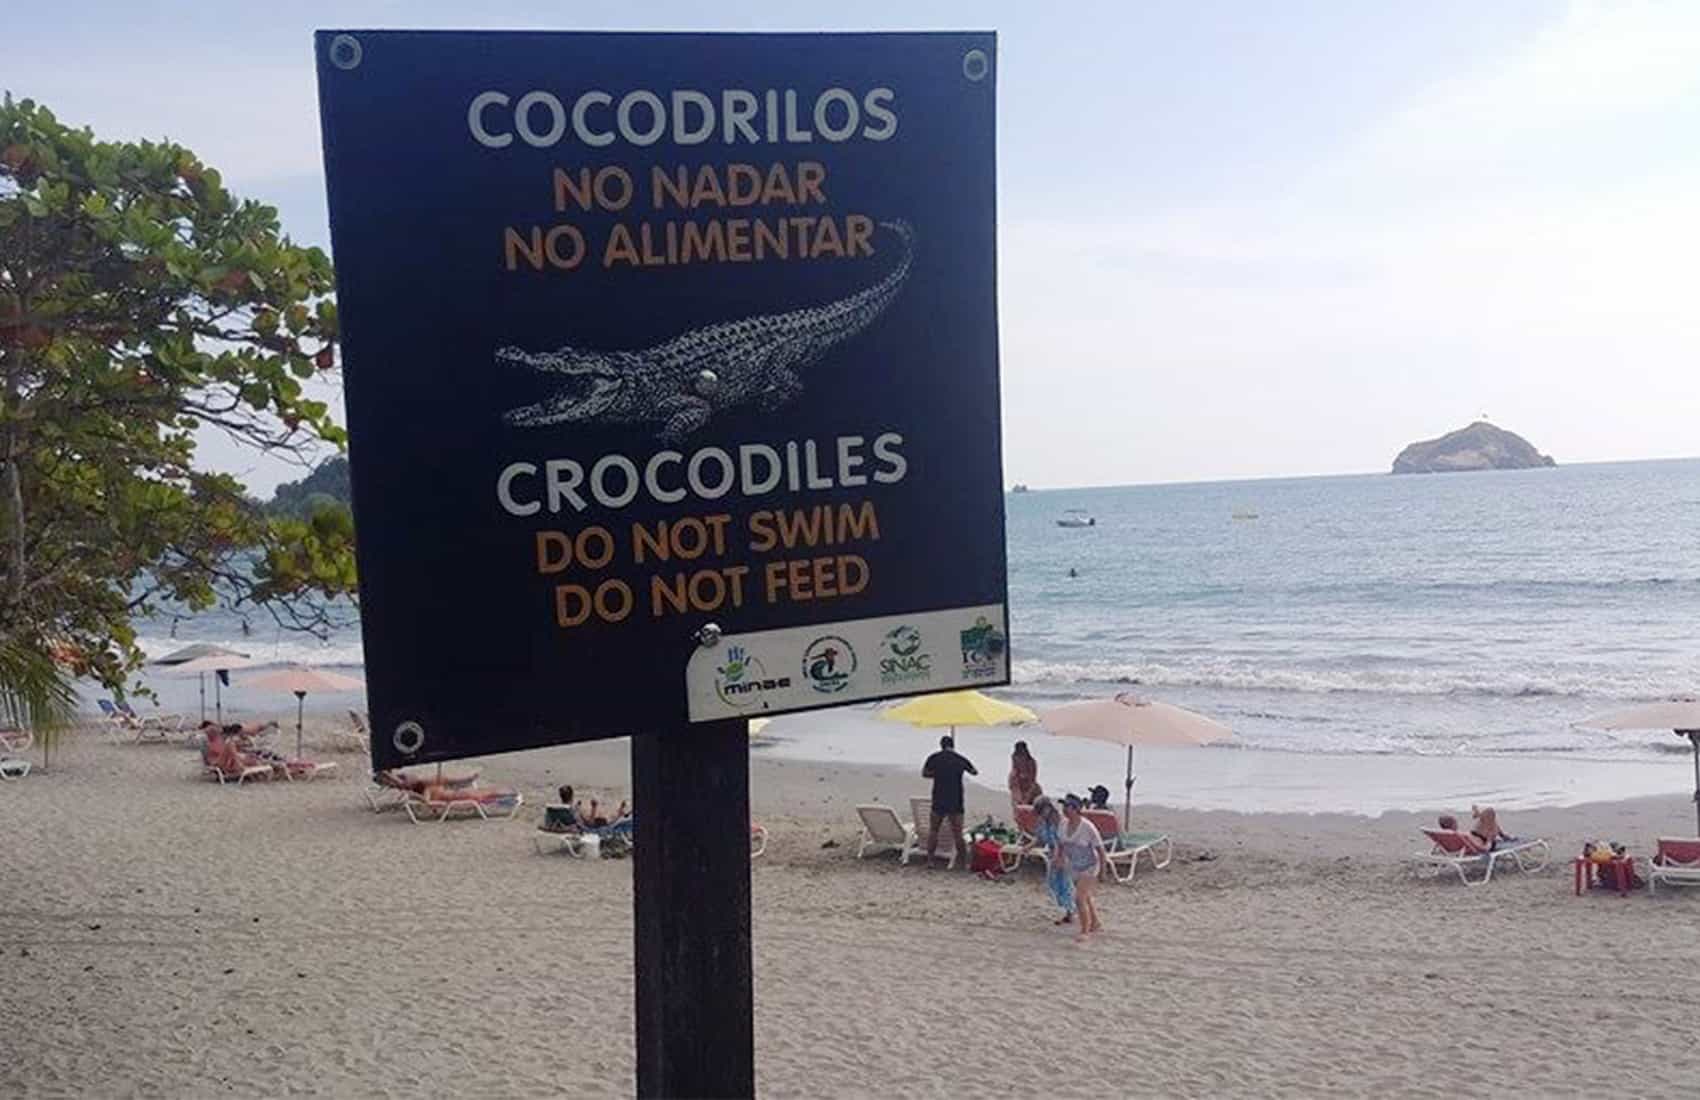 COCODRILOS
NO NADAR
NO ALIMENTAR
CROCODILES
DO NOT SWIM
DO NOT FEED
minae
SINAC